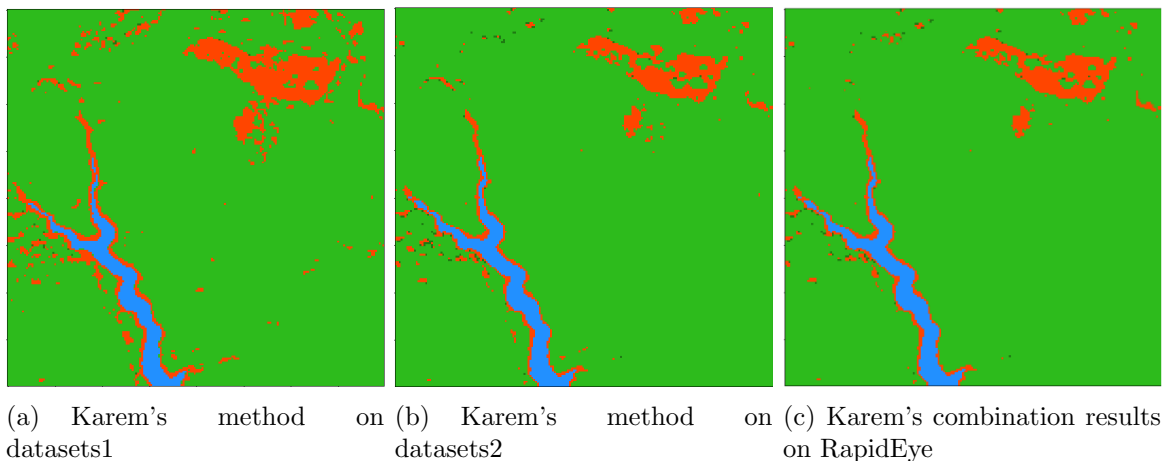 (a) Karem's method on
datasets1
(b) Karem's method on
datasets2
(c) Karem's combination results
on RapidEye